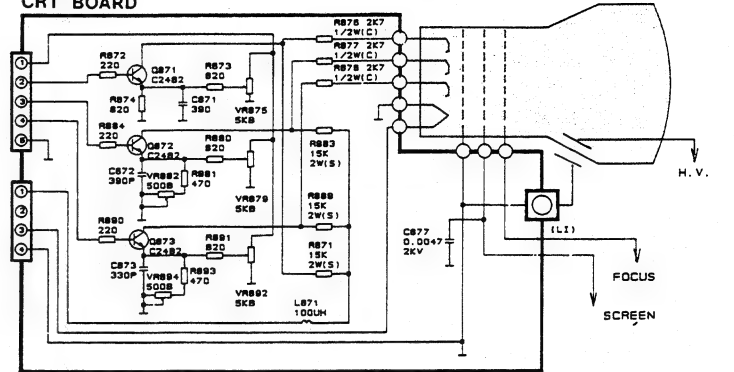 CRT BOARD
R876 2K7
1/2W(C)
R877 2K7
1/2W(C)
R878 2K7
1/2W(C)
R872
220
Q871
C2482
R873
820
R874
820
C871
390
VR875
5KB
R884
220
Q872
C2482
R880
820
C872
390P
VR882
500B
R881
470
VR879
5KB
R883
15K
2W(S)
R889
15K
2W(S)
R871
15K
2W(S)
R890
220
Q873
C2482
R891
820
C873
330P
VR894
500B
R893
470
VR892
5KB
L871
100UH
C877
0.0047
2KV
(LI)
H.V.
FOCUS
SCREEN
1
2
3
4
5
1
2
3
4